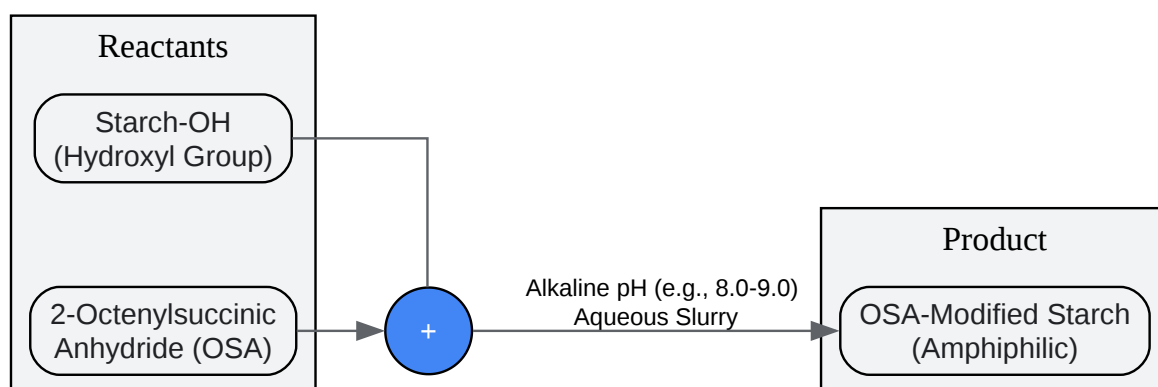 Reactants
Starch-OH
(Hydroxyl Group)
2-Octenylsuccinic
Anhydride (OSA)
+
Alkaline pH (e.g., 8.0-9.0)
Aqueous Slurry
Product
OSA-Modified Starch
(Amphiphilic)